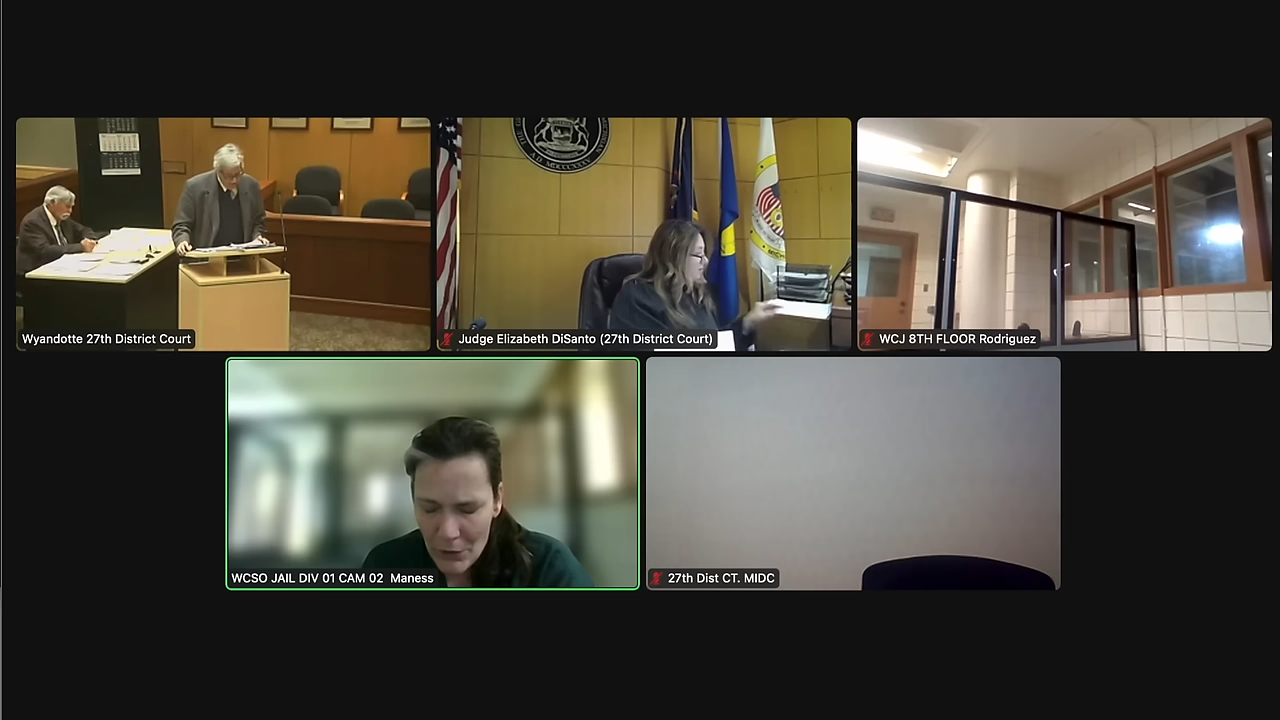 Wyandotte 27th District Court
Judge Elizabeth DiSanto (27th District Court)
WCJ 8TH FLOOR Rodriguez
WCSO JAIL DIV 01 CAM 02 Maness
27th Dist CT. MIDC